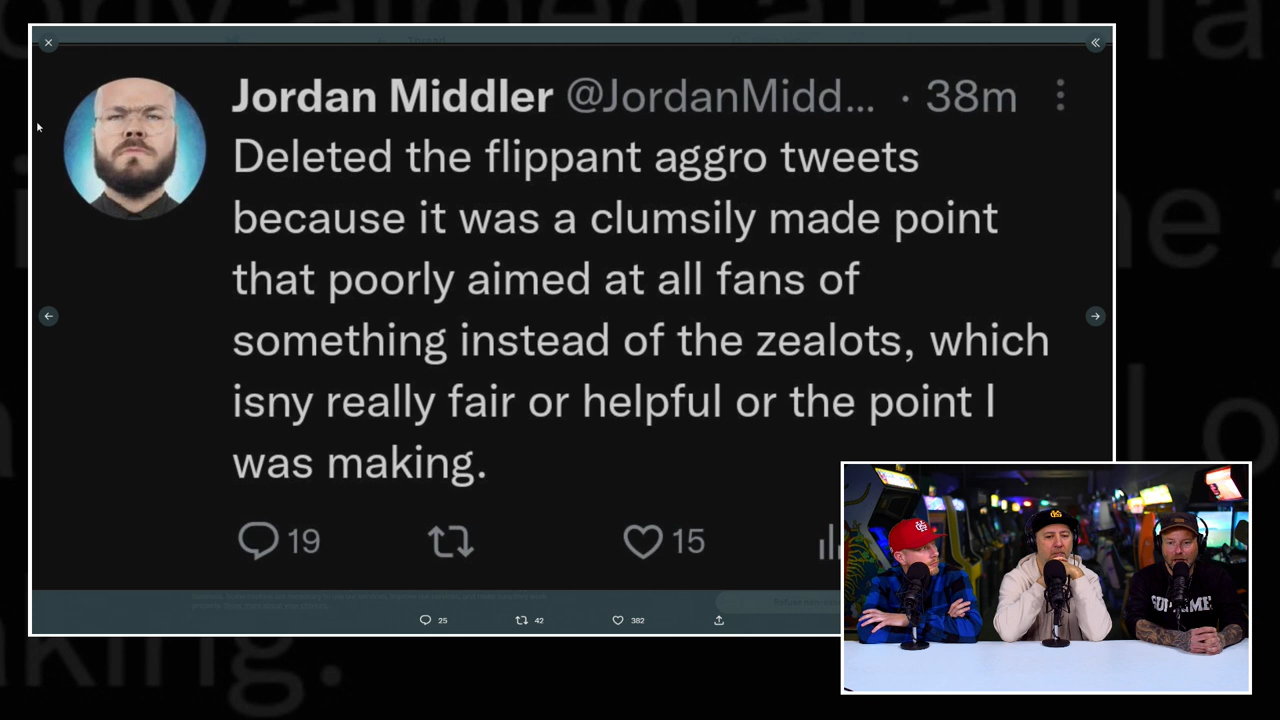 Thread
Jordan Middler @JordanMidd... · 38m
Deleted the flippant aggro tweets
because it was a clumsily made point
that poorly aimed at all fans of
something instead of the zealots, which
isny really fair or helpful or the point I
was making.
19
15
25
42
382
SUPREME
aking.